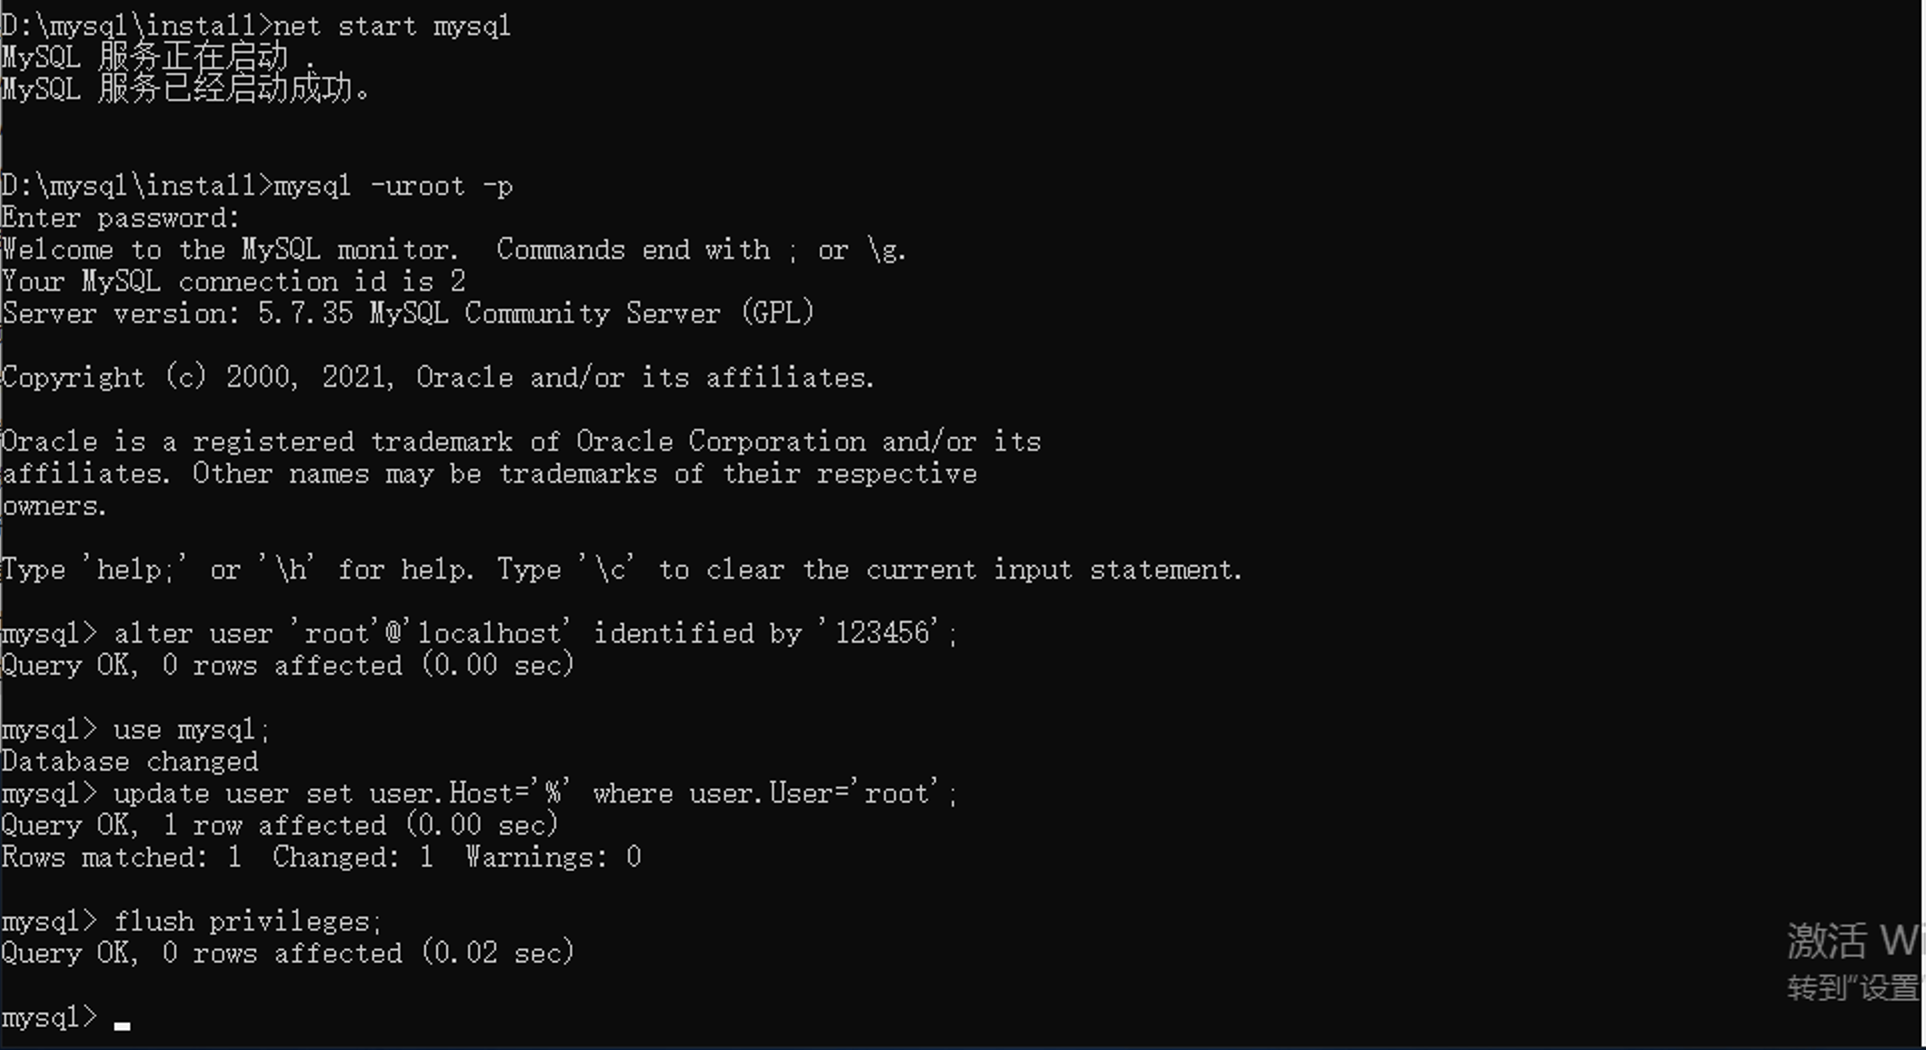 D:\mysql\install>net start mysql
MySQL 服务正在启动 .
MySQL 服务已经启动成功。
D:\mysql\install>mysql -uroot -p
Enter password:
Welcome to the MySQL monitor.  Commands end with ; or \g.
Your MySQL connection id is 2
Server version: 5.7.35 MySQL Community Server (GPL)
Copyright (c) 2000, 2021, Oracle and/or its affiliates.
Oracle is a registered trademark of Oracle Corporation and/or its
affiliates. Other names may be trademarks of their respective
owners.
Type 'help;' or '\h' for help. Type '\c' to clear the current input statement.
mysql> alter user 'root'@'localhost' identified by '123456';
Query OK, 0 rows affected (0.00 sec)
mysql> use mysql;
Database changed
mysql> update user set user.Host='%' where user.User='root';
Query OK, 1 row affected (0.00 sec)
Rows matched: 1  Changed: 1  Warnings: 0
mysql> flush privileges;
Query OK, 0 rows affected (0.02 sec)
mysql>
激活 Wi
转到"设置"